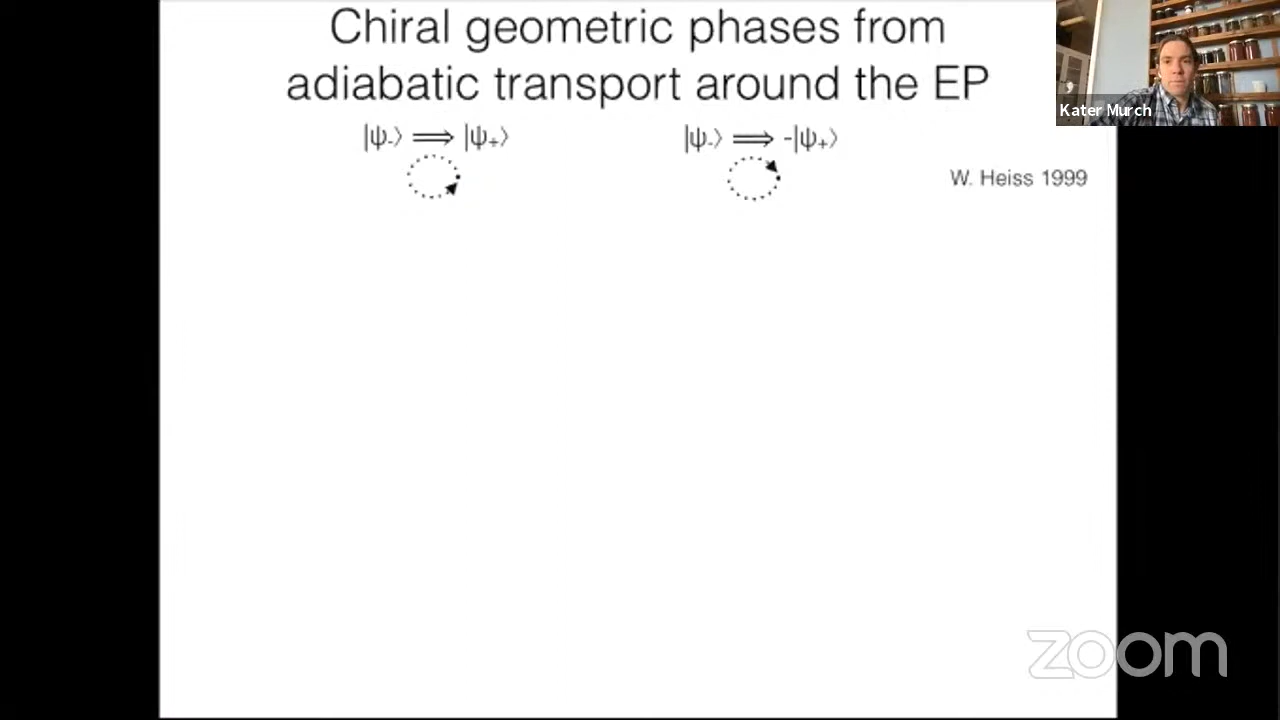 Chiral geometric phases from
adiabatic transport around the EP
|ψ-⟩ ⟹ |ψ+⟩
|ψ-⟩ ⟹ -|ψ+⟩
W. Heiss 1999
Kater Murch
zoom